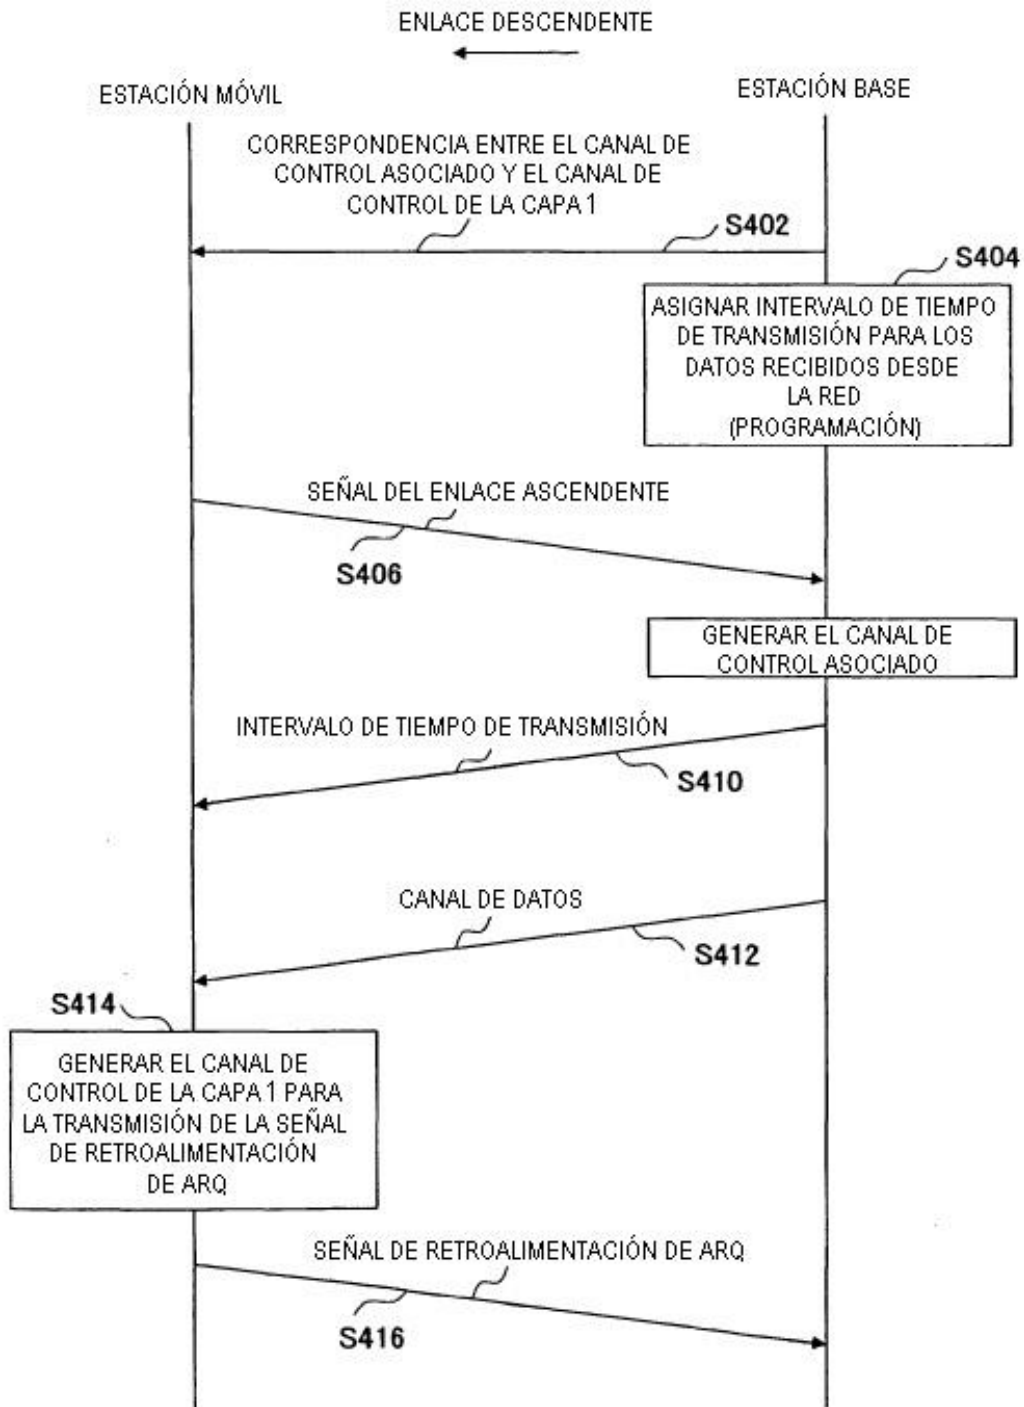 ENLACE DESCENDENTE
ESTACIÓN MÓVIL
ESTACIÓN BASE
CORRESPONDENCIA ENTRE EL CANAL DE
CONTROL ASOCIADO Y EL CANAL DE
CONTROL DE LA CAPA 1
S402
S404
ASIGNAR INTERVALO DE TIEMPO
DE TRANSMISIÓN PARA LOS
DATOS RECIBIDOS DESDE
LA RED
(PROGRAMACIÓN)
SEÑAL DEL ENLACE ASCENDENTE
S406
GENERAR EL CANAL DE
CONTROL ASOCIADO
INTERVALO DE TIEMPO DE TRANSMISIÓN
S410
CANAL DE DATOS
S412
S414
GENERAR EL CANAL DE
CONTROL DE LA CAPA 1 PARA
LA TRANSMISIÓN DE LA SEÑAL
DE RETROALIMENTACIÓN
DE ARQ
SEÑAL DE RETROALIMENTACIÓN DE ARQ
S416